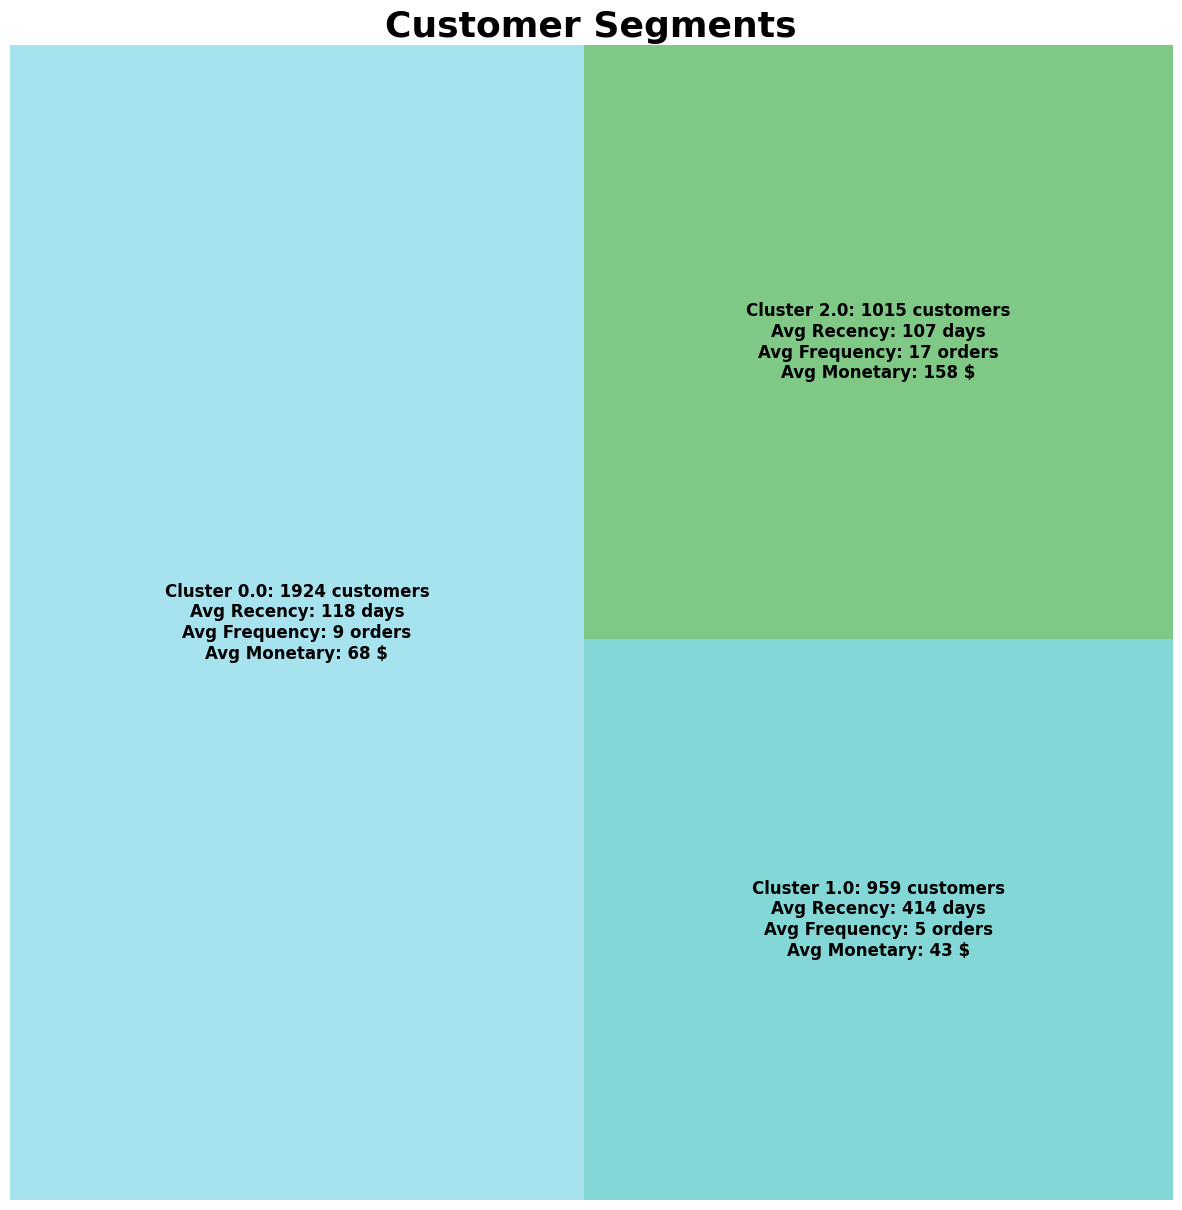 Customer Segments
Cluster 0.0: 1924 customers
Avg Recency: 118 days
Avg Frequency: 9 orders
Avg Monetary: 68 $
Cluster 2.0: 1015 customers
Avg Recency: 107 days
Avg Frequency: 17 orders
Avg Monetary: 158 $
Cluster 1.0: 959 customers
Avg Recency: 414 days
Avg Frequency: 5 orders
Avg Monetary: 43 $